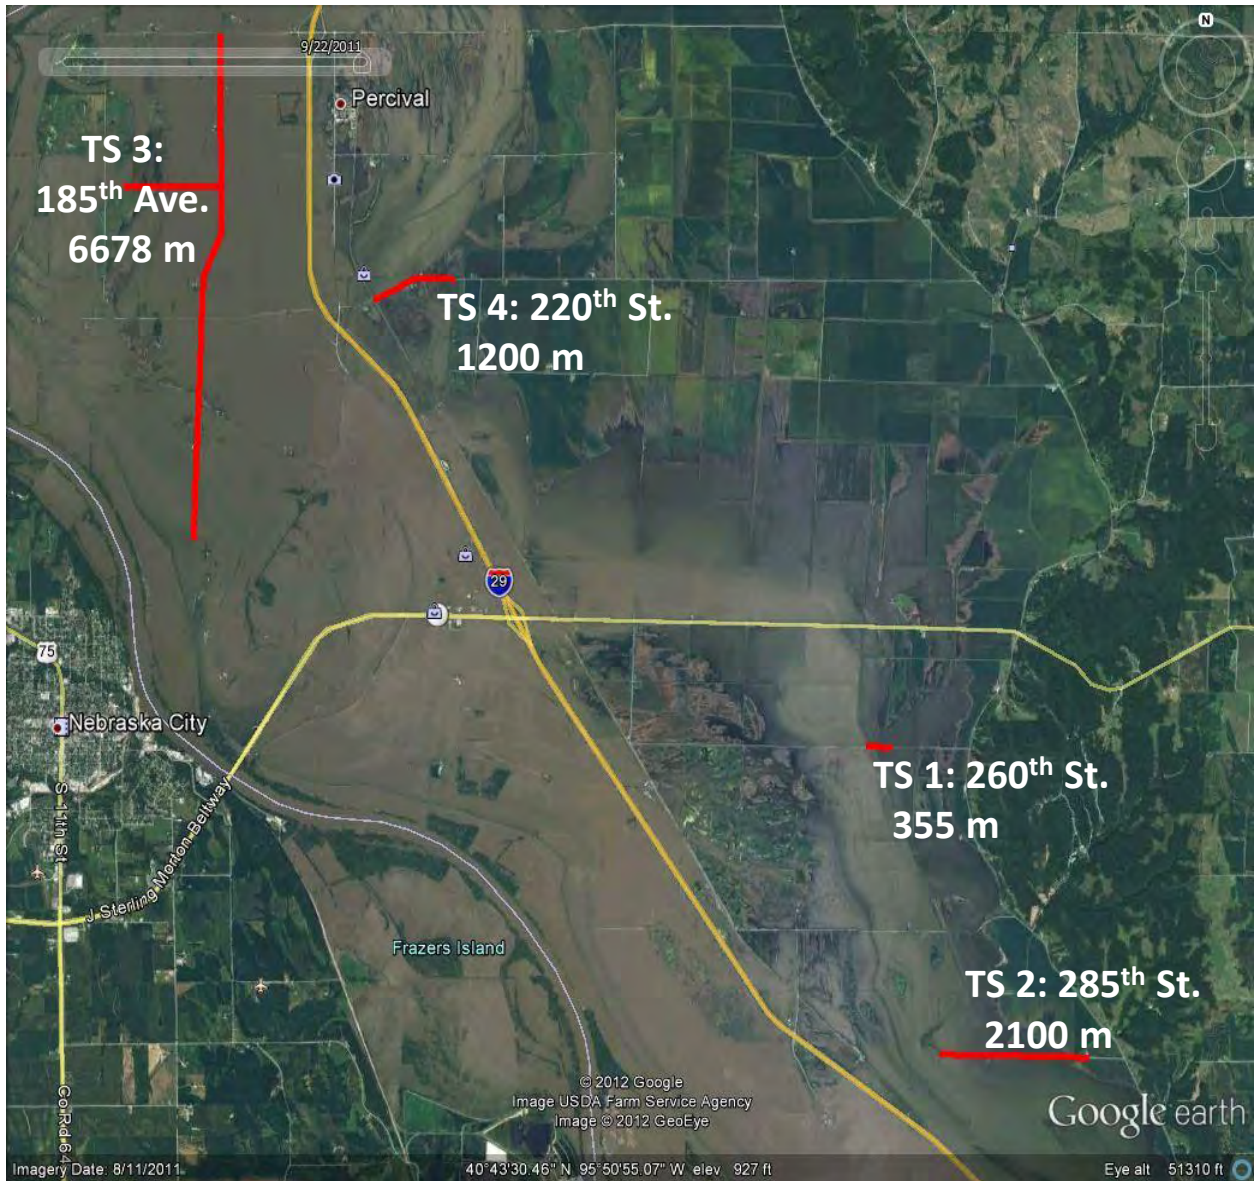 N
9/22/2011
Percival
TS 3:
185th Ave.
6678 m
TS 4: 220th St.
1200 m
29
75
Nebraska City
S 11th St
J Sterling Morton Beltway
TS 1: 260th St.
355 m
Frazers Island
TS 2: 285th St.
2100 m
Co Rd 64
© 2012 Google
Image USDA Farm Service Agency
Image © 2012 GeoEye
Google earth
Imagery Date: 8/11/2011
40°43'30.46" N 95°50'55.07" W elev 927 ft
Eye alt 51310 ft